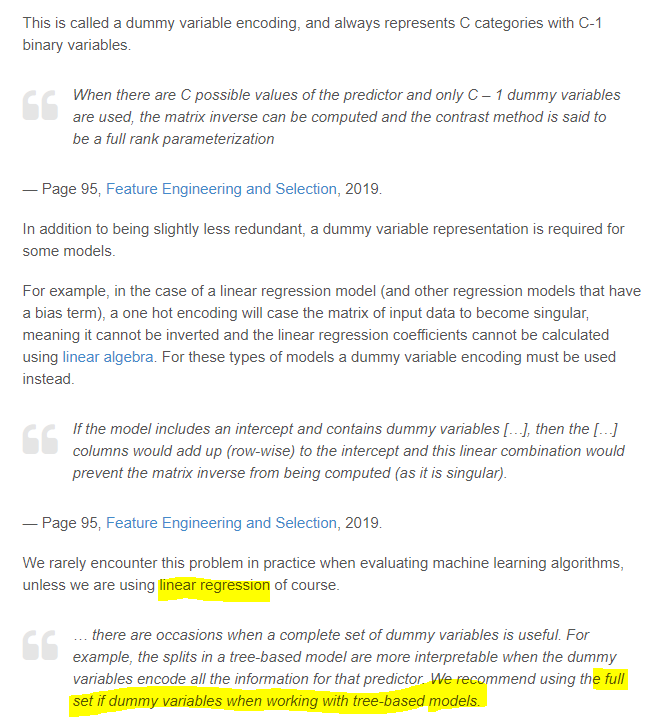 This is called a dummy variable encoding, and always represents C categories with C-1
binary variables.
When there are C possible values of the predictor and only C – 1 dummy variables
are used, the matrix inverse can be computed and the contrast method is said to
be a full rank parameterization
— Page 95, Feature Engineering and Selection, 2019.
In addition to being slightly less redundant, a dummy variable representation is required for
some models.
For example, in the case of a linear regression model (and other regression models that have
a bias term), a one hot encoding will case the matrix of input data to become singular,
meaning it cannot be inverted and the linear regression coefficients cannot be calculated
using linear algebra. For these types of models a dummy variable encoding must be used
instead.
If the model includes an intercept and contains dummy variables […], then the […]
columns would add up (row-wise) to the intercept and this linear combination would
prevent the matrix inverse from being computed (as it is singular).
— Page 95, Feature Engineering and Selection, 2019.
We rarely encounter this problem in practice when evaluating machine learning algorithms,
unless we are using linear regression of course.
… there are occasions when a complete set of dummy variables is useful. For
example, the splits in a tree-based model are more interpretable when the dummy
variables encode all the information for that predictor. We recommend using the full
set if dummy variables when working with tree-based models.